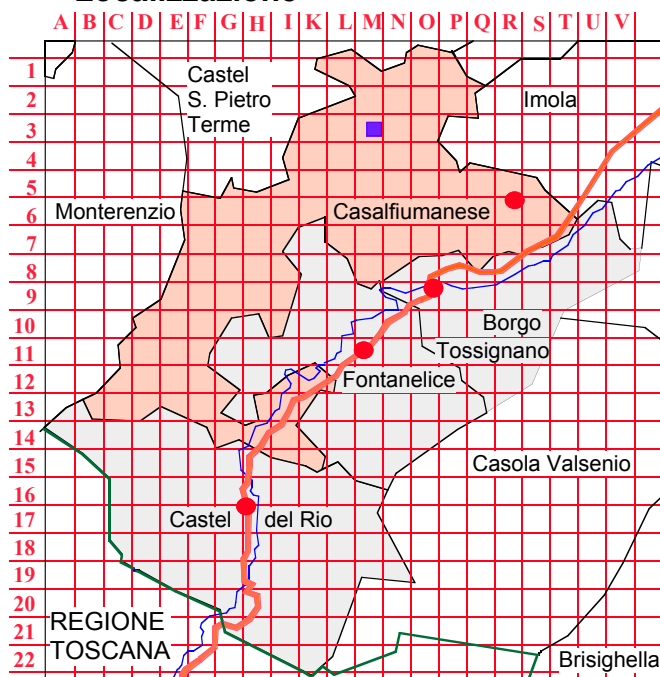 Localizzazione
A B C D E F G H I K L M N O P Q R S T U V
1
2
3
4
5
6
7
8
9
10
11
12
13
14
15
16
17
18
19
20
21
22
Castel
S. Pietro
Terme
Imola
Monterenzio
Casalfiumanese
Borgo
Tossignano
Fontanelice
Casola Valsenio
Castel del Rio
REGIONE
TOSCANA
Brisighella